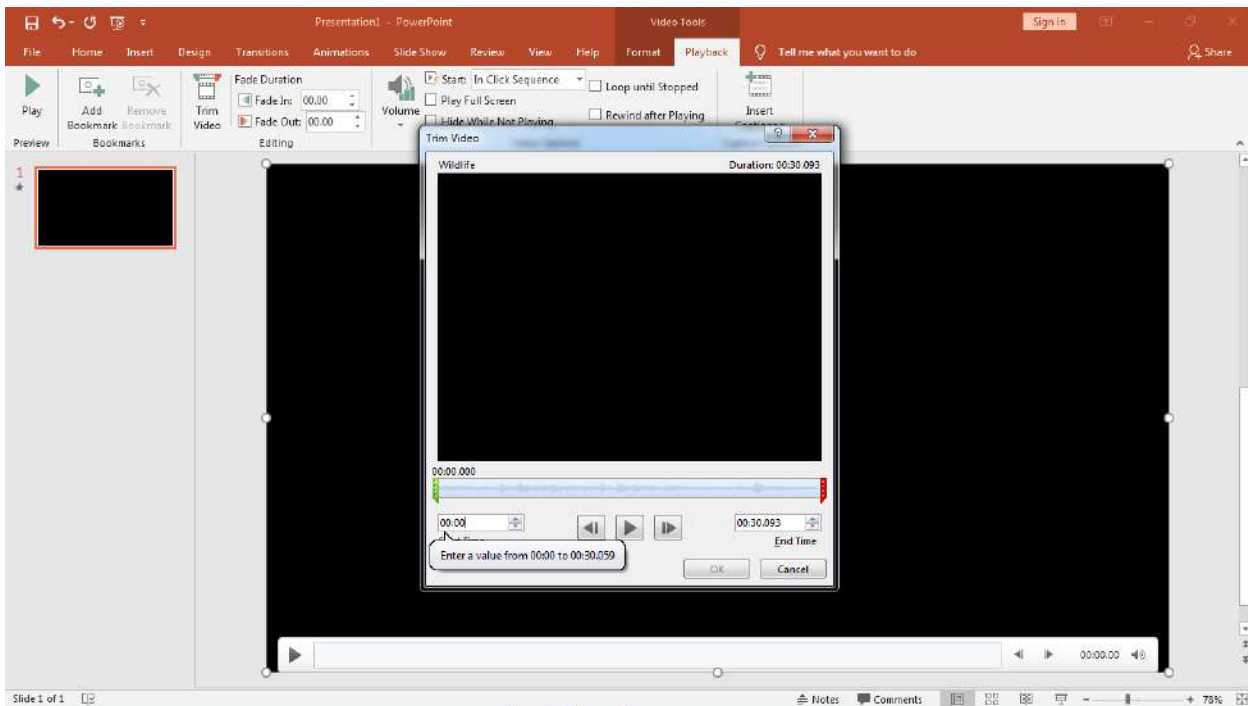 Presentation1 - PowerPoint
Video Tools
Sign in
File Home Insert Design Transitions Animations Slide Show Review View Help Format Playback Tell me what you want to do Share
Play
Preview
Add Bookmark
Remove Bookmark
Bookmarks
Trim Video
Fade Duration
Fade In: 00.00
Fade Out: 00.00
Editing
Volume
Start: In Click Sequence
Play Full Screen
Hide While Not Playing
Loop until Stopped
Rewind after Playing
Insert
Trim Video
Wildlife Duration: 00:30.093
00:00.000
00:00 00:30.093
End Time
Enter a value from 00:00 to 00:30.059
OK Cancel
1
00:00.00
Slide 1 of 1 Notes Comments 78%